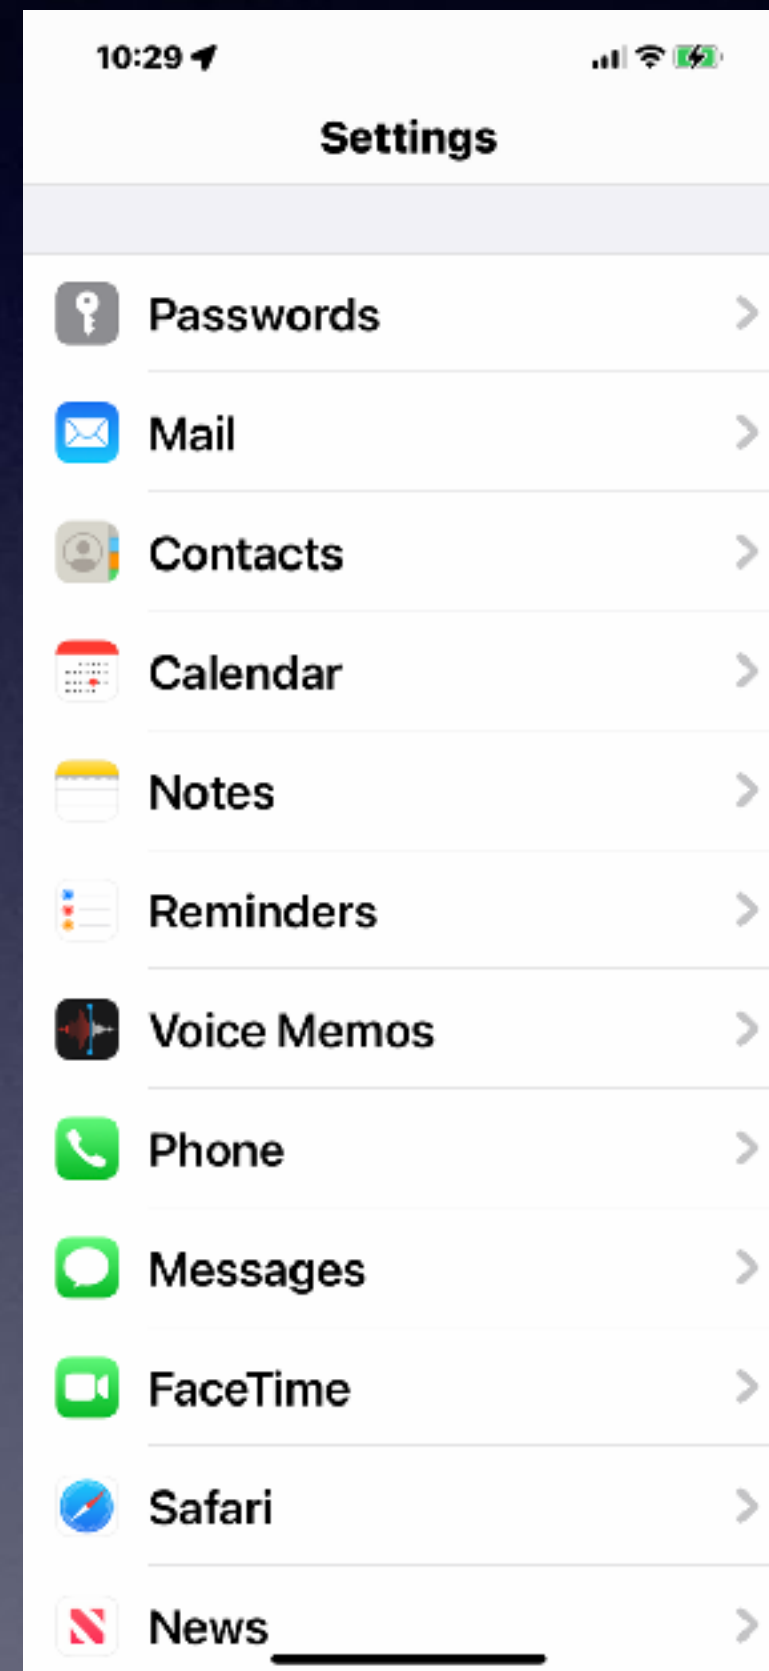 10:29
Settings
Passwords
Mail
Contacts
Calendar
Notes
Reminders
Voice Memos
Phone
Messages
FaceTime
Safari
News